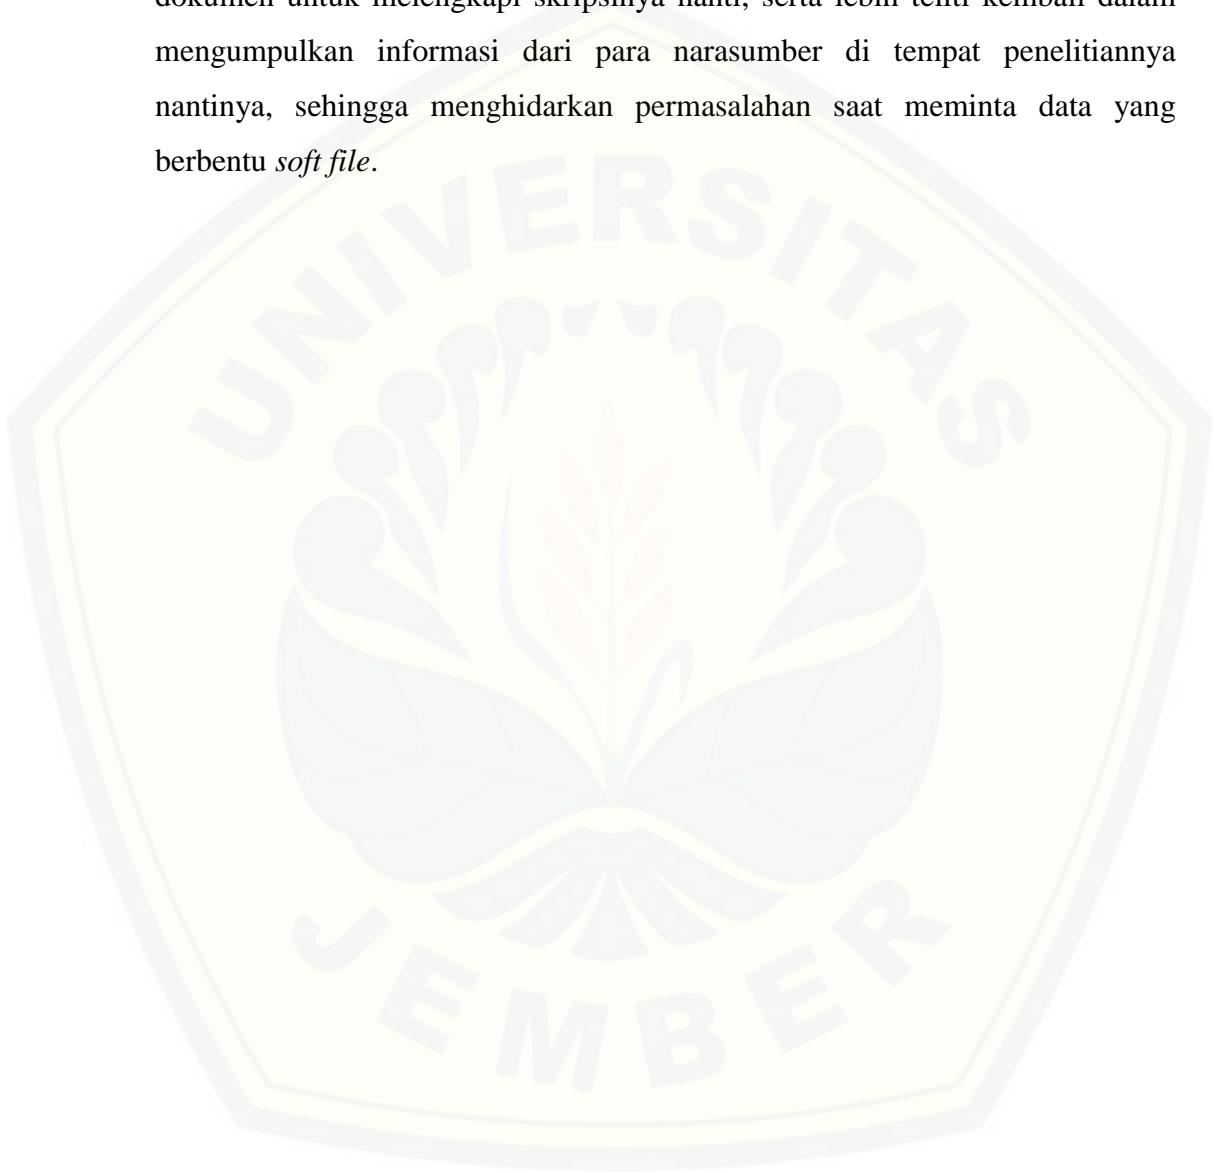 dokumen untuk melengkapi skripsinya nanti, serta lebih teliti kembali dalam
mengumpulkan informasi dari para narasumber di tempat penelitiannya
nantinya, sehingga menghidarkan permasalahan saat meminta data yang
berbentu soft file.
UNIVERSITAS
JEMBER